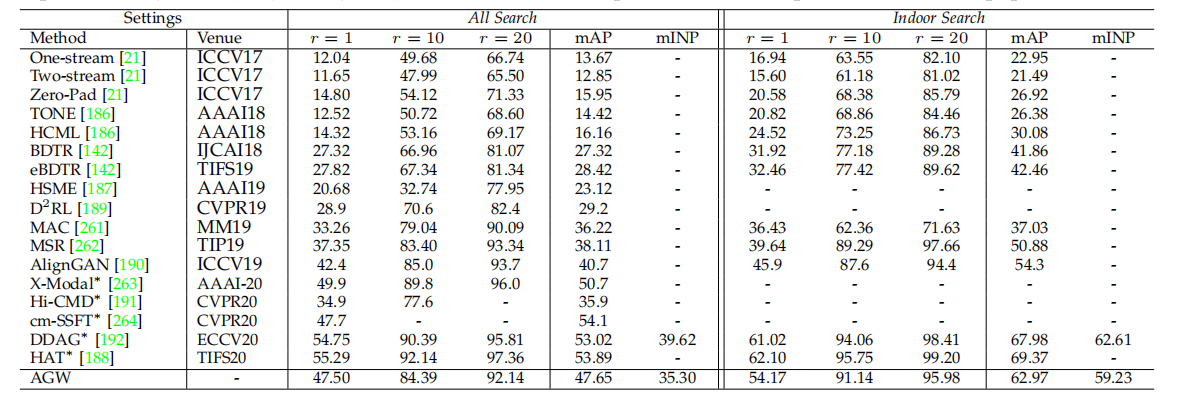 Settings All Search Indoor Search
Method Venue r = 1 r = 10 r = 20 mAP mINP r = 1 r = 10 r = 20 mAP mINP
One-stream [21] ICCV17 12.04 49.68 66.74 13.67 - 16.94 63.55 82.10 22.95 -
Two-stream [21] ICCV17 11.65 47.99 65.50 12.85 - 15.60 61.18 81.02 21.49 -
Zero-Pad [21] ICCV17 14.80 54.12 71.33 15.95 - 20.58 68.38 85.79 26.92 -
TONE [186] AAAI18 12.52 50.72 68.60 14.42 - 20.82 68.86 84.46 26.38 -
HCML [186] AAAI18 14.32 53.16 69.17 16.16 - 24.52 73.25 86.73 30.08 -
BDTR [142] IJCAI18 27.32 66.96 81.07 27.32 - 31.92 77.18 89.28 41.86 -
eBDTR [142] TIFS19 27.82 67.34 81.34 28.42 - 32.46 77.42 89.62 42.46 -
HSME [187] AAAI19 20.68 32.74 77.95 23.12 - - - - - -
D²RL [189] CVPR19 28.9 70.6 82.4 29.2 - - - - - -
MAC [261] MM19 33.26 79.04 90.09 36.22 - 36.43 62.36 71.63 37.03 -
MSR [262] TIP19 37.35 83.40 93.34 38.11 - 39.64 89.29 97.66 50.88 -
AlignGAN [190] ICCV19 42.4 85.0 93.7 40.7 - 45.9 87.6 94.4 54.3 -
X-Modal* [263] AAAI-20 49.9 89.8 96.0 50.7 - - - - - -
Hi-CMD* [191] CVPR20 34.9 77.6 - 35.9 - - - - - -
cm-SSFT* [264] CVPR20 47.7 - - 54.1 - - - - - -
DDAG* [192] ECCV20 54.75 90.39 95.81 53.02 39.62 61.02 94.06 98.41 67.98 62.61
HAT* [188] TIFS20 55.29 92.14 97.36 53.89 - 62.10 95.75 99.20 69.37 -
AGW - 47.50 84.39 92.14 47.65 35.30 54.17 91.14 95.98 62.97 59.23